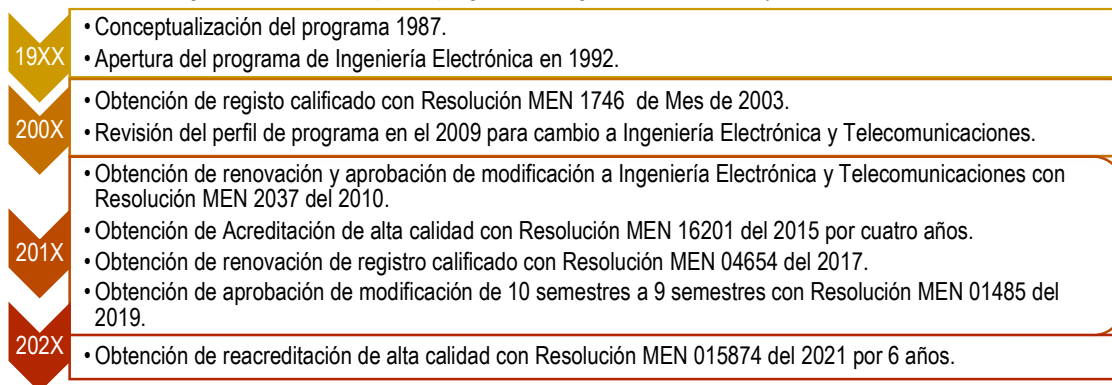 19XX
• Conceptualización del programa 1987.
• Apertura del programa de Ingeniería Electrónica en 1992.
200X
• Obtención de registo calificado con Resolución MEN 1746 de Mes de 2003.
• Revisión del perfil de programa en el 2009 para cambio a Ingeniería Electrónica y Telecomunicaciones.
201X
• Obtención de renovación y aprobación de modificación a Ingeniería Electrónica y Telecomunicaciones con
Resolución MEN 2037 del 2010.
• Obtención de Acreditación de alta calidad con Resolución MEN 16201 del 2015 por cuatro años.
• Obtención de renovación de registro calificado con Resolución MEN 04654 del 2017.
• Obtención de aprobación de modificación de 10 semestres a 9 semestres con Resolución MEN 01485 del
2019.
202X
• Obtención de reacreditación de alta calidad con Resolución MEN 015874 del 2021 por 6 años.